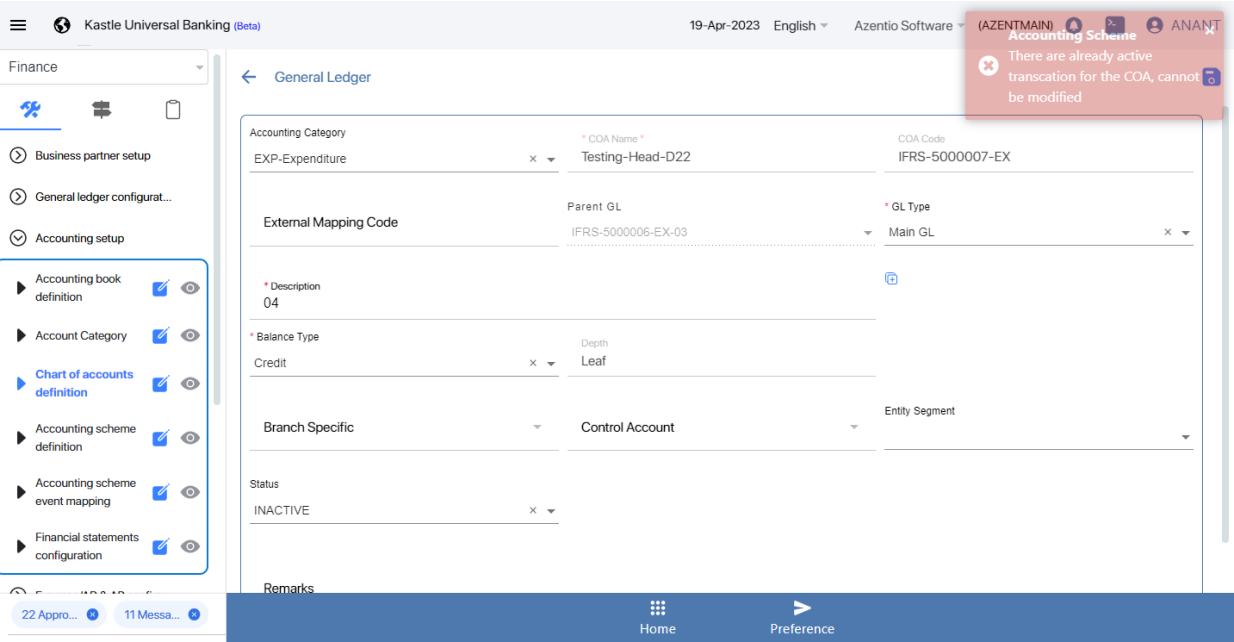 Kastle Universal Banking (Beta)
19-Apr-2023
English
Azentio Software
(AZENTMAIN)
ANANT
Accounting Scheme
There are already active
transcation for the COA, cannot
be modified
Finance
General Ledger
Business partner setup
General ledger configurat...
Accounting setup
Accounting book
definition
Account Category
Chart of accounts
definition
Accounting scheme
definition
Accounting scheme
event mapping
Financial statements
configuration
22 Appro...
11 Messa...
Accounting Category
EXP-Expenditure
* COA Name *
Testing-Head-D22
COA Code
IFRS-5000007-EX
External Mapping Code
Parent GL
IFRS-5000006-EX-03
* GL Type
Main GL
* Description
04
* Balance Type
Credit
Depth
Leaf
Branch Specific
Control Account
Entity Segment
Status
INACTIVE
Remarks
Home
Preference